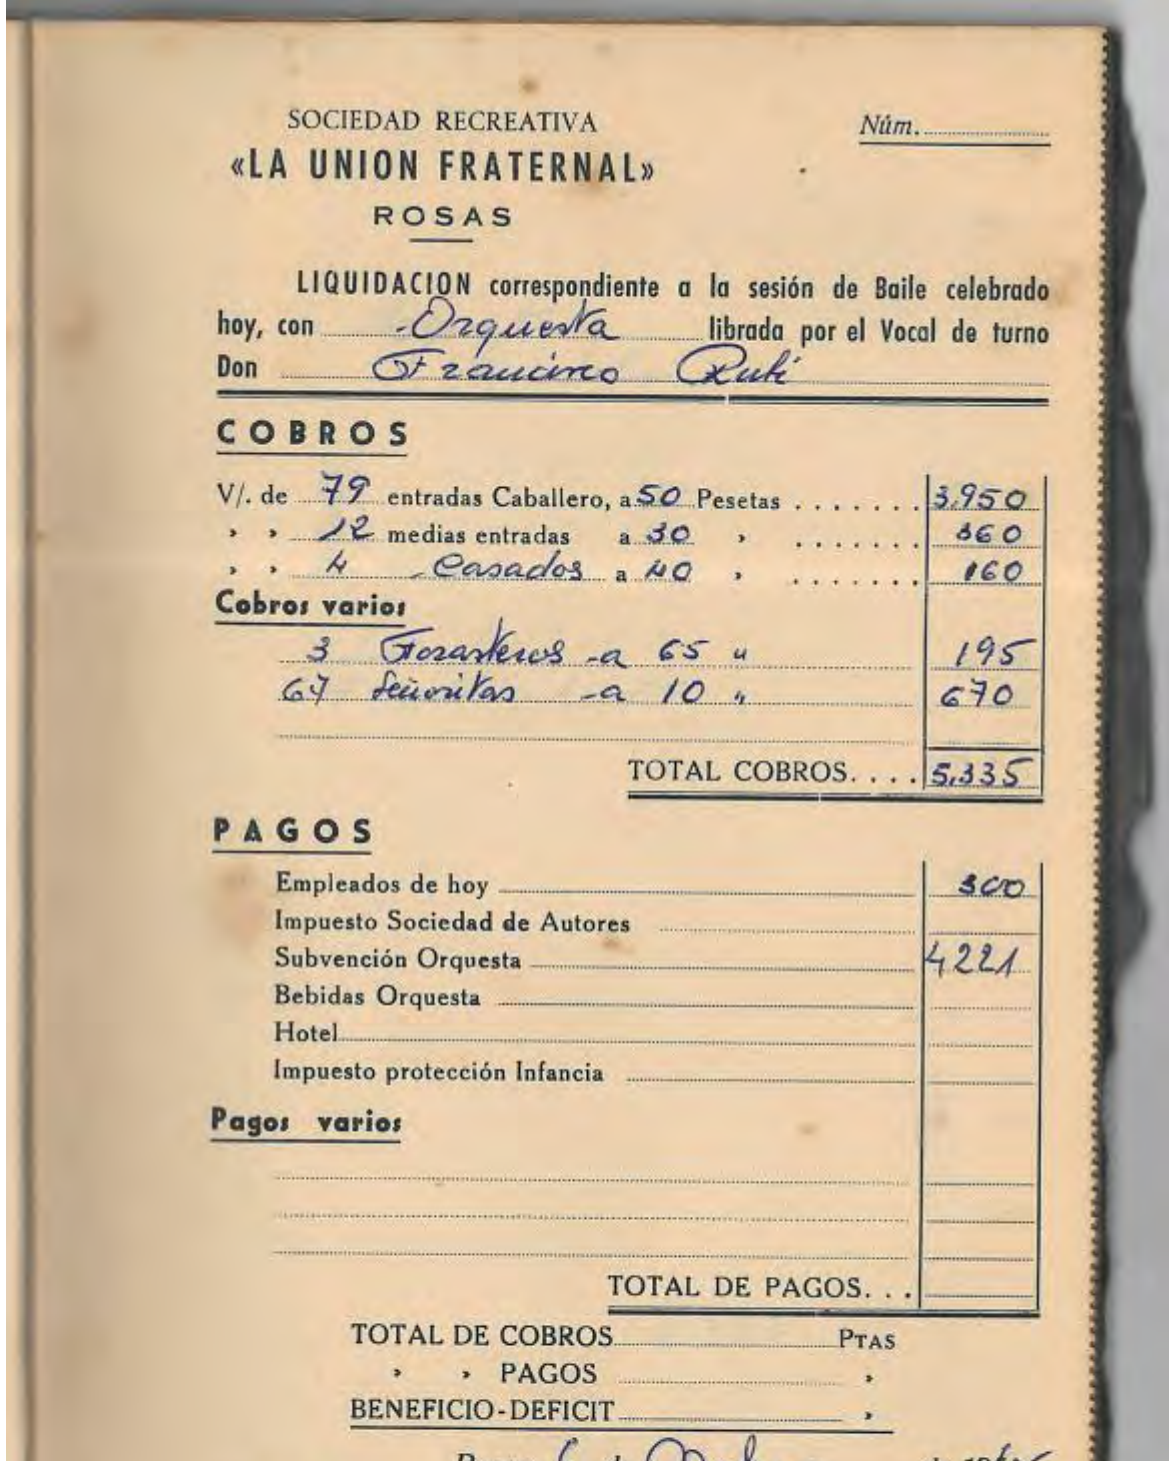 SOCIEDAD RECREATIVA
Núm.
«LA UNION FRATERNAL»
ROSAS
LIQUIDACION correspondiente a la sesión de Baile celebrado
hoy, con Orquesta librada por el Vocal de turno
Don Francisco Rubi
COBROS
V/. de 79 entradas Caballero, a 50 Pesetas ....... 3.950
» » 12 medias entradas a 30 » ....... 360
» » 4 Casados a 40 » ....... 160
Cobros varios
3 Forasteros - a 65 " 195
67 Señoritas - a 10 " 670
TOTAL COBROS.... 5.335
PAGOS
Empleados de hoy 300
Impuesto Sociedad de Autores
Subvención Orquesta 4221
Bebidas Orquesta
Hotel
Impuesto protección Infancia
Pagos varios
TOTAL DE PAGOS...
TOTAL DE COBROS PTAS
» » PAGOS »
BENEFICIO-DEFICIT »